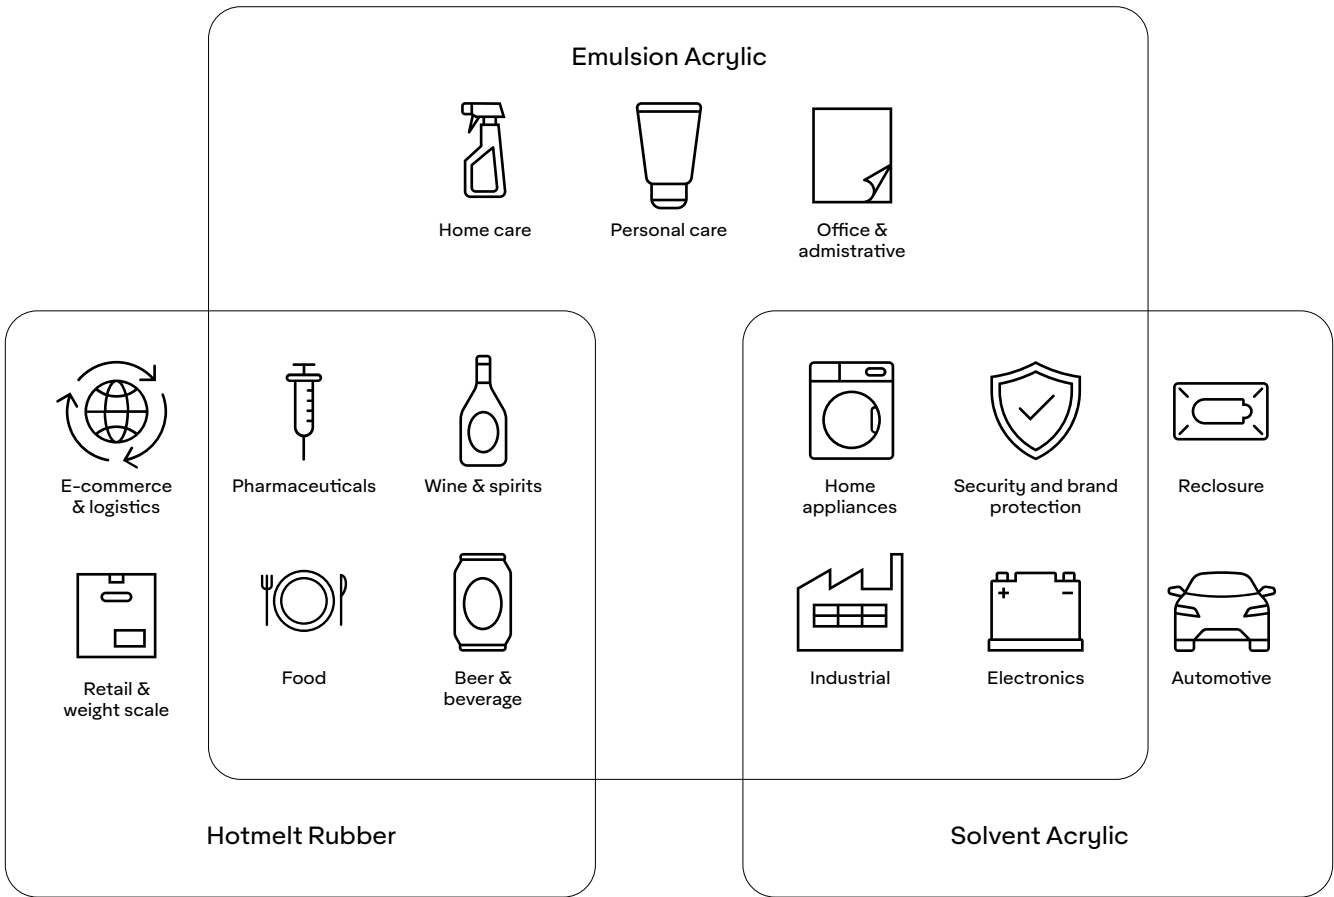 Emulsion Acrylic
Home care
Personal care
Office &
admistrative
E-commerce
& logistics
Pharmaceuticals
Wine & spirits
Home
appliances
Security and brand
protection
Reclosure
Retail &
weight scale
Food
Beer &
beverage
Industrial
Electronics
Automotive
Hotmelt Rubber
Solvent Acrylic